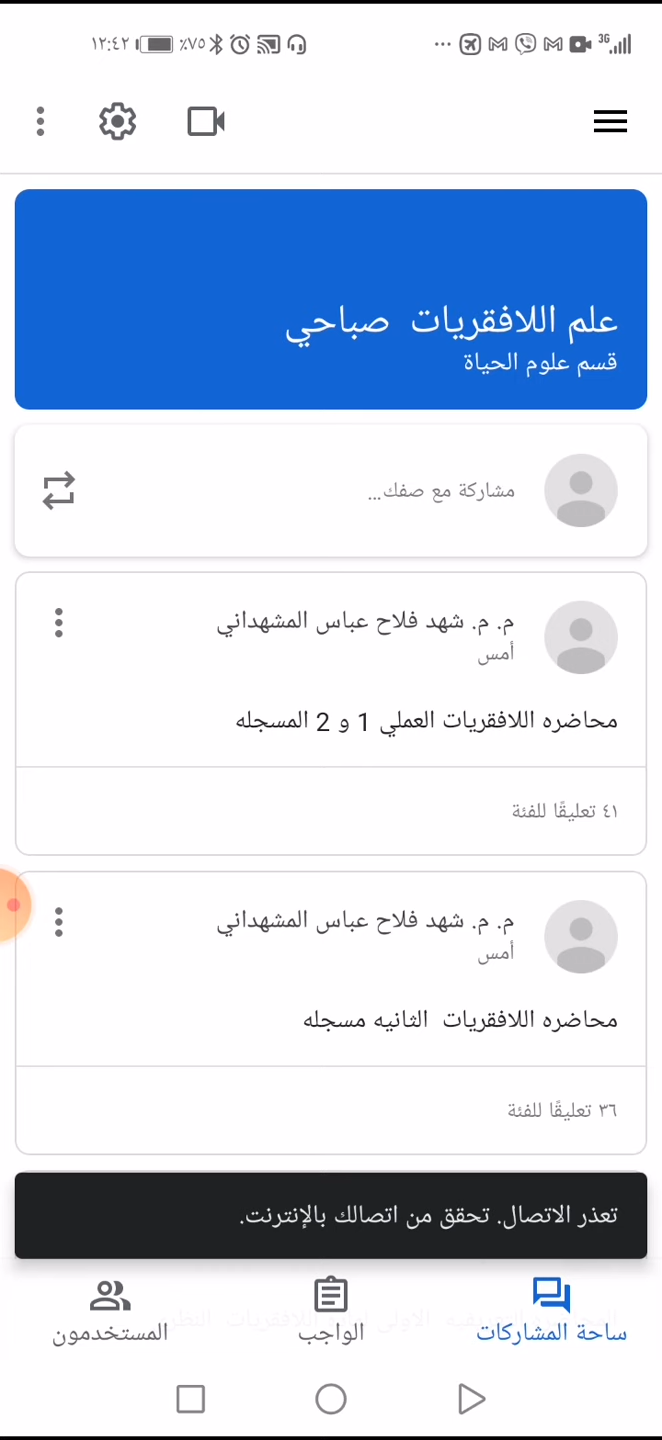 ١٢:٤٢ ٪٧٥ 3G
علم اللافقريات صباحي
قسم علوم الحياة
مشاركة مع صفك...
م. م. شهد فلاح عباس المشهداني
أمس
محاضره اللافقريات العملي 1 و 2 المسجله
٤١ تعليقًا للفئة
م. م. شهد فلاح عباس المشهداني
أمس
محاضره اللافقريات الثانيه مسجله
٣٦ تعليقًا للفئة
تعذر الاتصال. تحقق من اتصالك بالإنترنت.
ساحة المشاركات
الواجب
المستخدمون